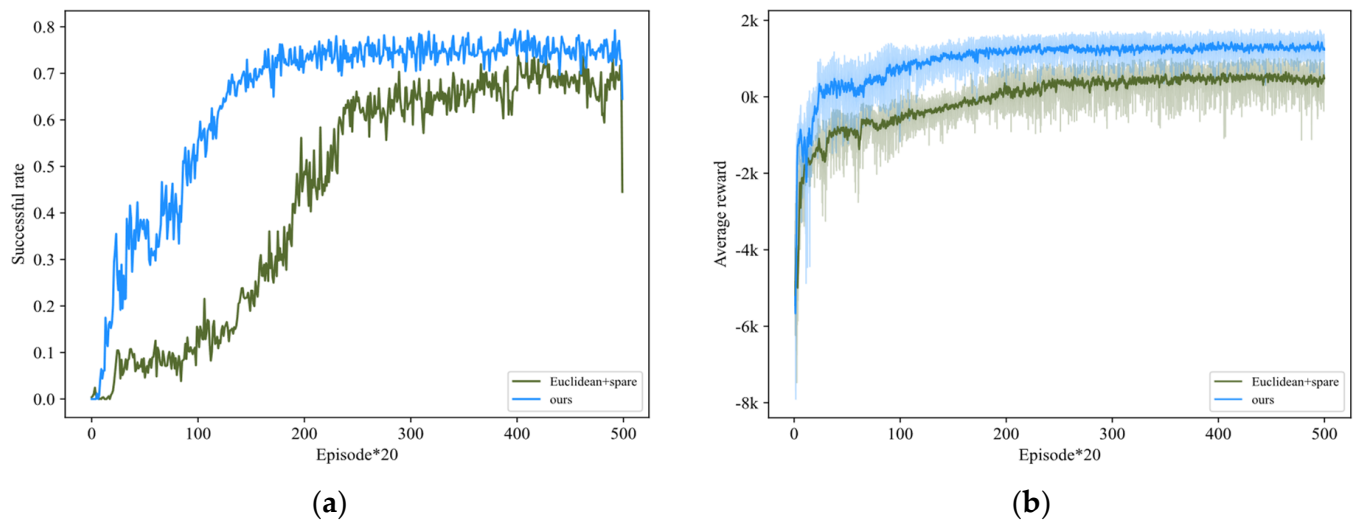 0.8
0.7
0.6
0.5
0.4
0.3
0.2
0.1
0.0
Successful rate
0 100 200 300 400 500
Episode*20
Euclidean+spare
ours
(a)
2k
0k
-2k
-4k
-6k
-8k
Average reward
0 100 200 300 400 500
Episode*20
Euclidean+spare
ours
(b)